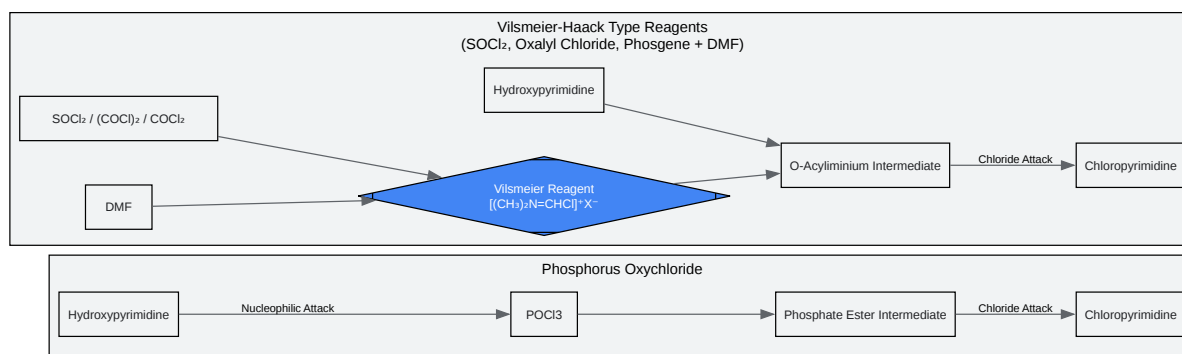 Vilsmeier-Haack Type Reagents
(SOCl₂, Oxalyl Chloride, Phosgene + DMF)
Hydroxypyrimidine
SOCl₂ / (COCl)₂ / COCl₂
O-Acyliminium Intermediate
Chloride Attack
Chloropyrimidine
Vilsmeier Reagent
[(CH₃)₂N=CHCl]⁺X⁻
DMF
Phosphorus Oxychloride
Hydroxypyrimidine
Nucleophilic Attack
POCl3
Phosphate Ester Intermediate
Chloride Attack
Chloropyrimidine